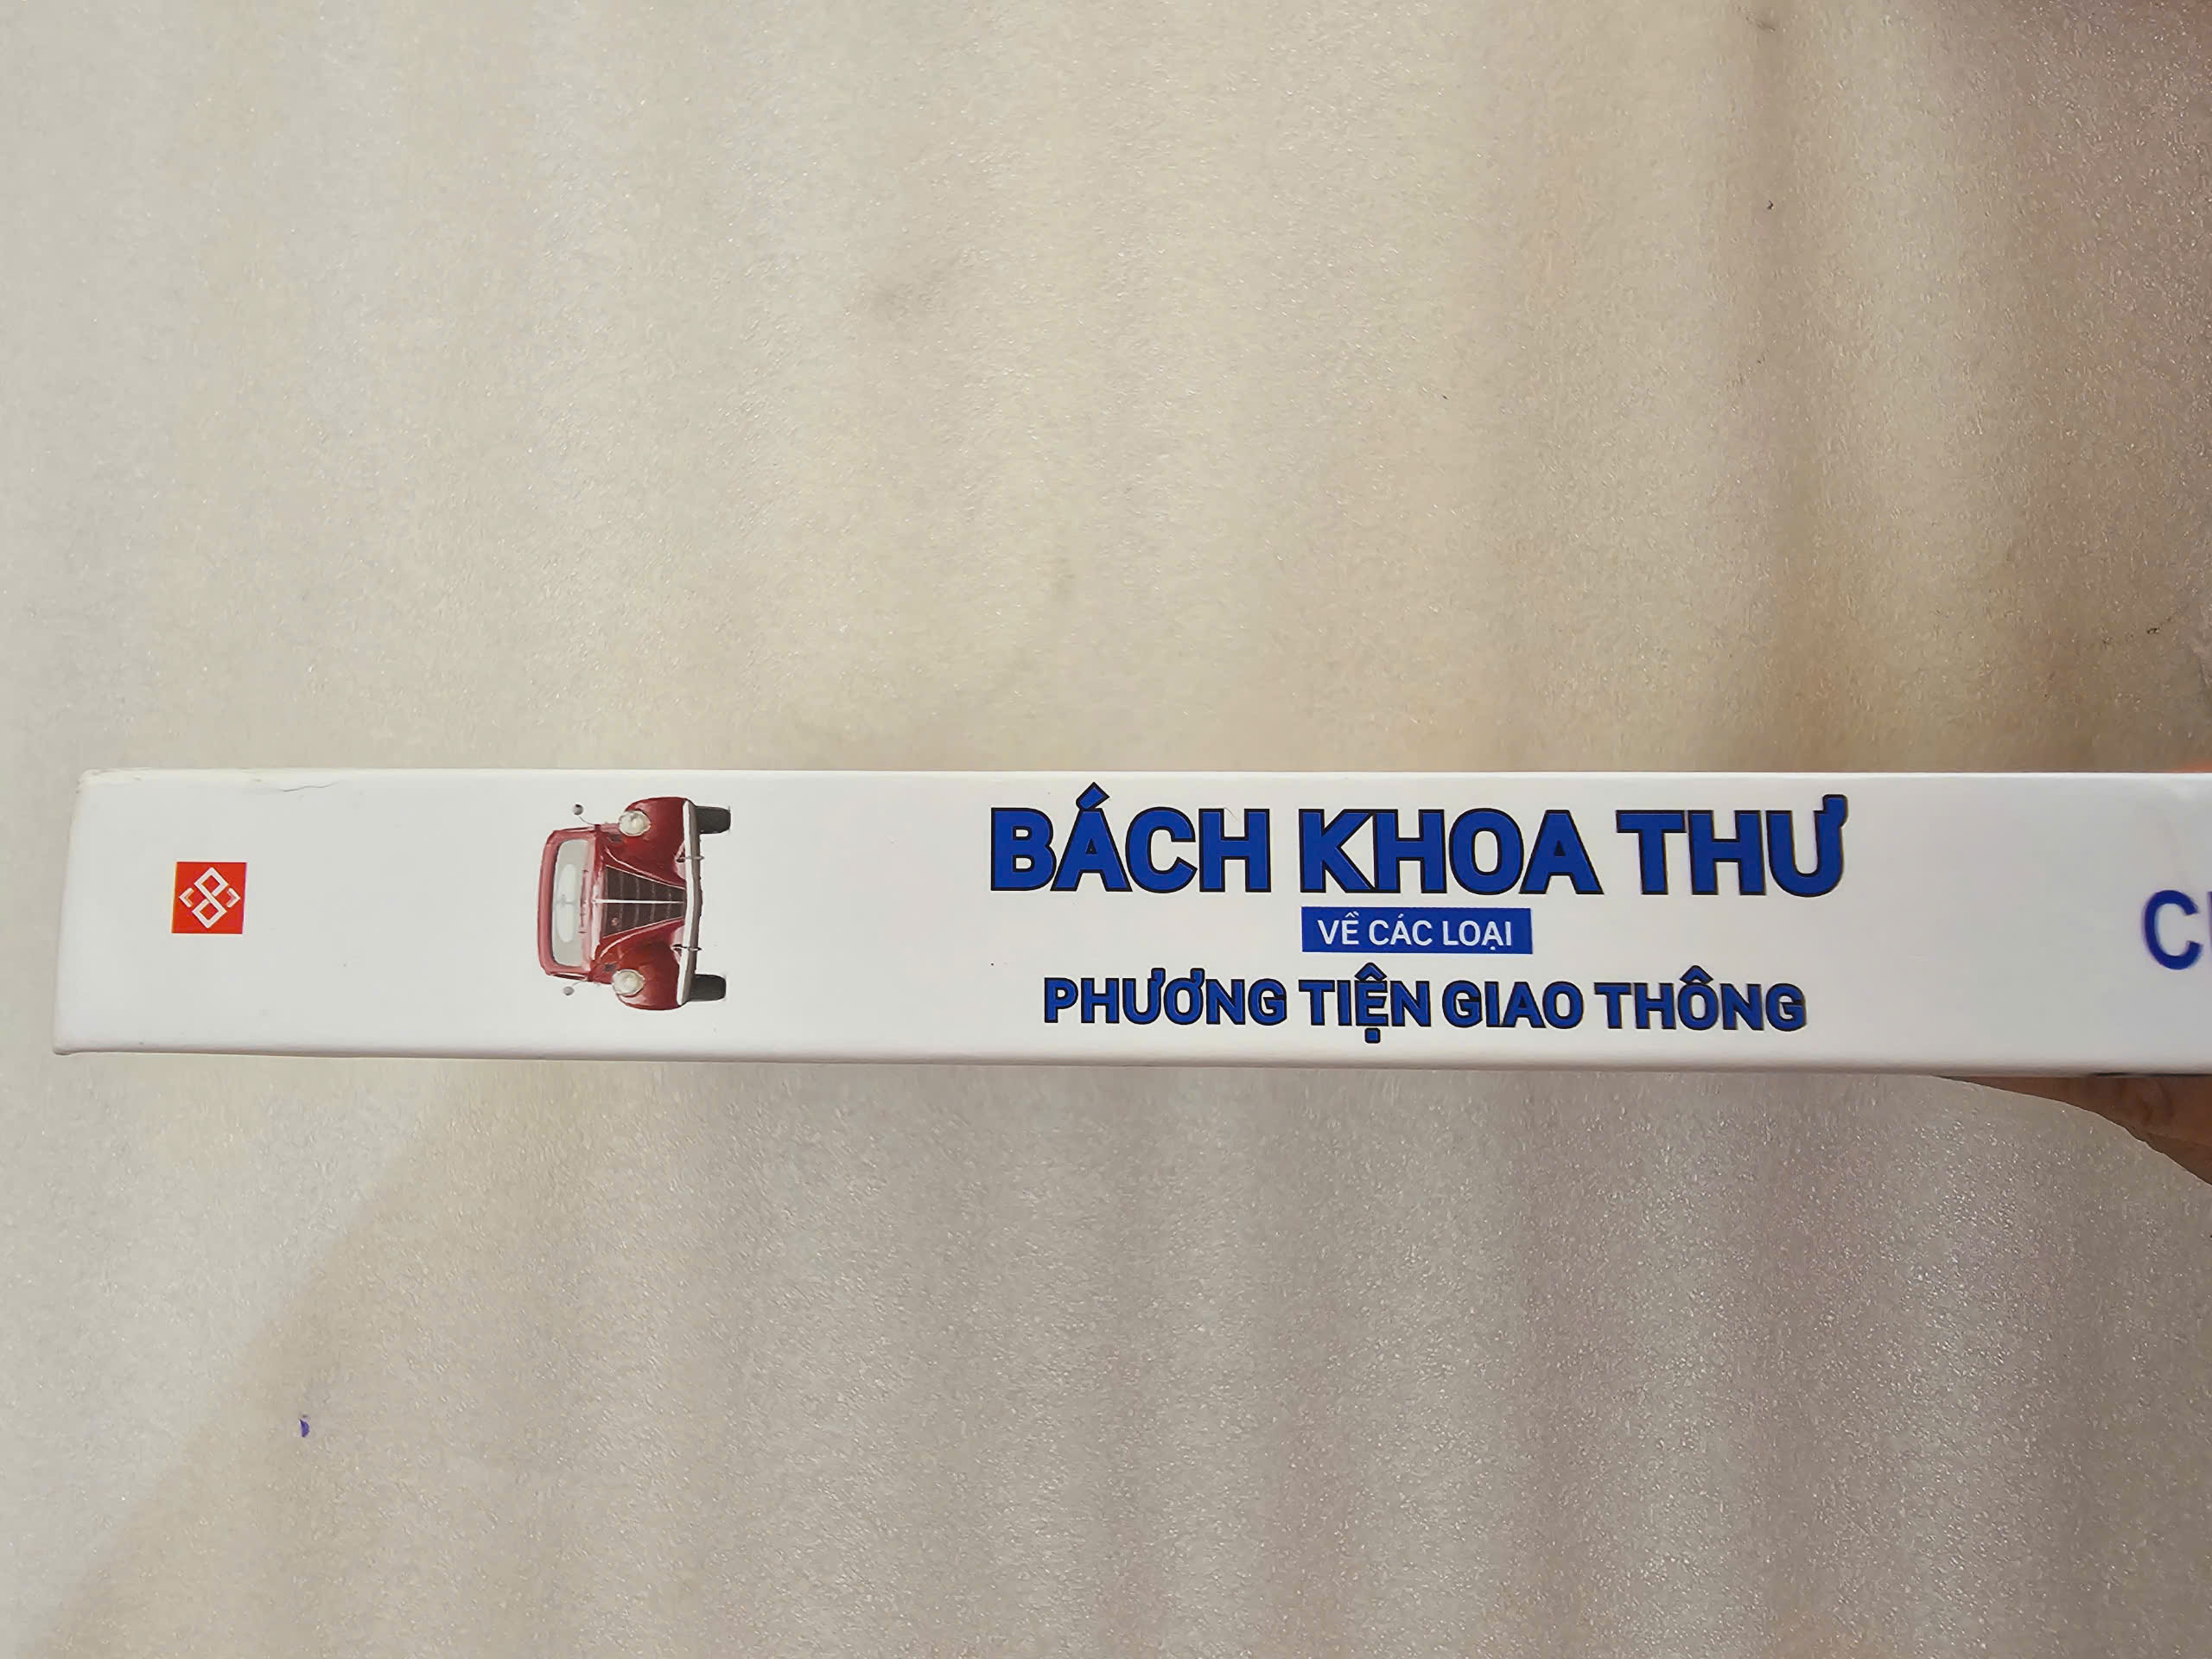 BÁCH KHOA THƯ
VỀ CÁC LOẠI
PHƯƠNG TIỆN GIAO THÔNG